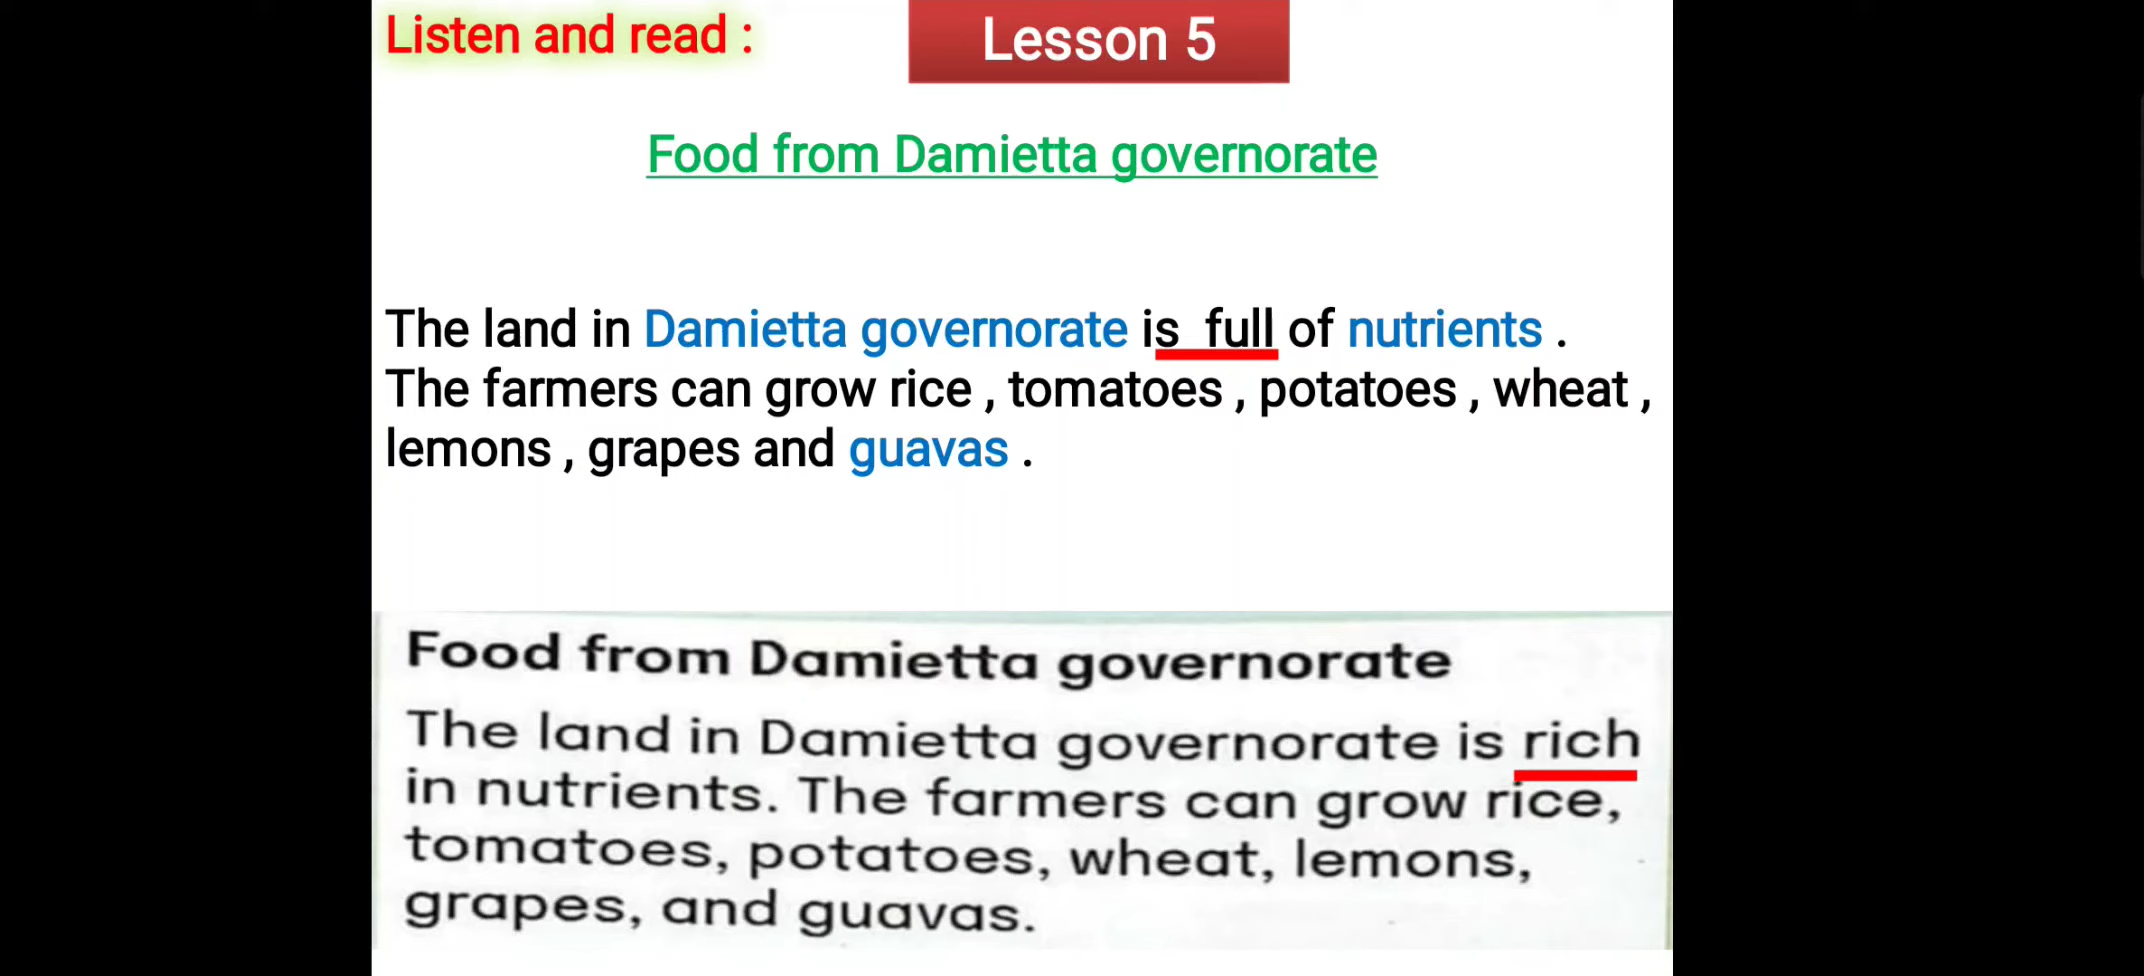 Listen and read :
Lesson 5
Food from Damietta governorate
The land in Damietta governorate is full of nutrients .
The farmers can grow rice , tomatoes , potatoes , wheat ,
lemons , grapes and guavas .
Food from Damietta governorate
The land in Damietta governorate is rich
in nutrients. The farmers can grow rice,
tomatoes, potatoes, wheat, lemons,
grapes, and guavas.